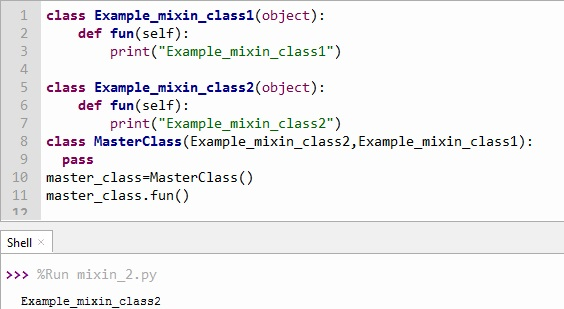 1 class Example_mixin_class1(object):
2     def fun(self):
3         print("Example_mixin_class1")
4
5 class Example_mixin_class2(object):
6     def fun(self):
7         print("Example_mixin_class2")
8 class MasterClass(Example_mixin_class2,Example_mixin_class1):
9   pass
10 master_class=MasterClass()
11 master_class.fun()
12
Shell ×
>>> %Run mixin_2.py
Example_mixin_class2